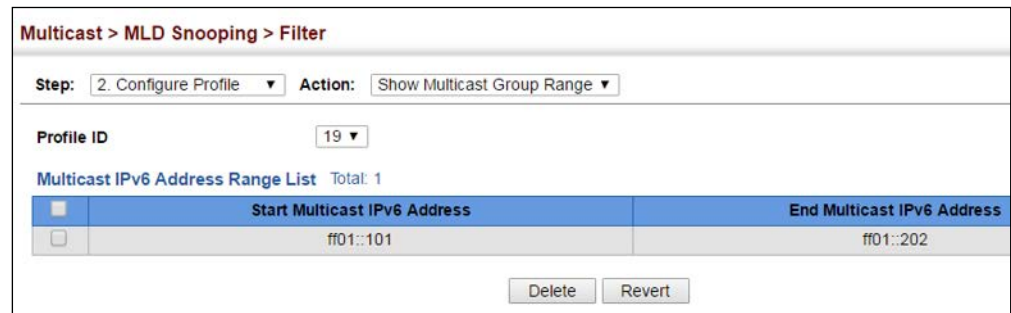 Multicast > MLD Snooping > Filter
Step: 2. Configure Profile Action: Show Multicast Group Range
Profile ID 19
Multicast IPv6 Address Range List Total: 1
Start Multicast IPv6 Address End Multicast IPv6 Address
ff01::101 ff01::202
Delete Revert